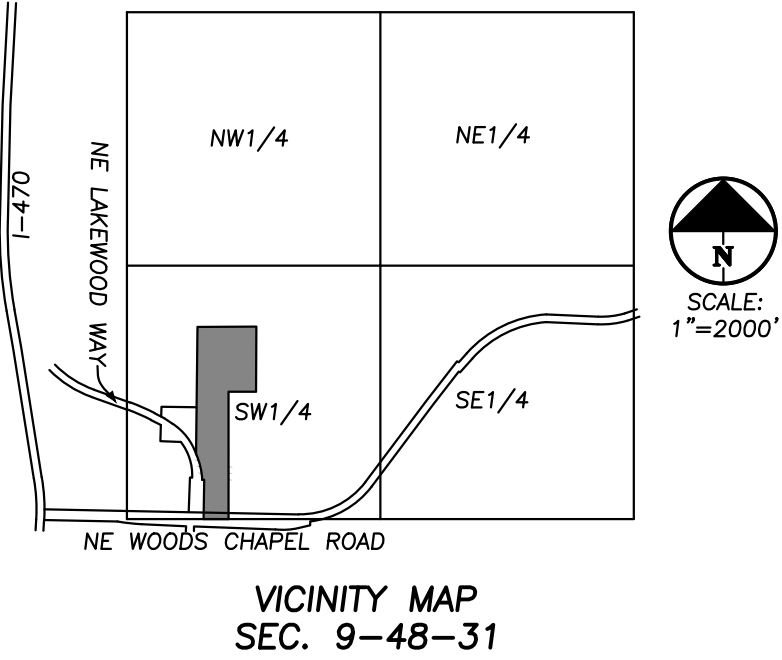 NW1/4
NE1/4
I-470
NE LAKEWOOD WAY
N
SCALE:
1"=2000'
SW1/4
SE1/4
NE WOODS CHAPEL ROAD
VICINITY MAP
SEC. 9-48-31